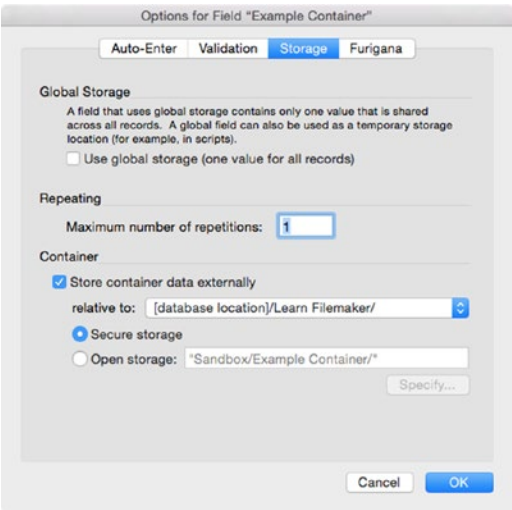 Options for Field “Example Container”
Auto-Enter Validation Storage Furigana
Global Storage
A field that uses global storage contains only one value that is shared
across all records. A global field can also be used as a temporary storage
location (for example, in scripts).
Use global storage (one value for all records)
Repeating
Maximum number of repetitions: 1
Container
Store container data externally
relative to: [database location]/Learn Filemaker/
Secure storage
Open storage: "Sandbox/Example Container/"
Specify...
Cancel OK